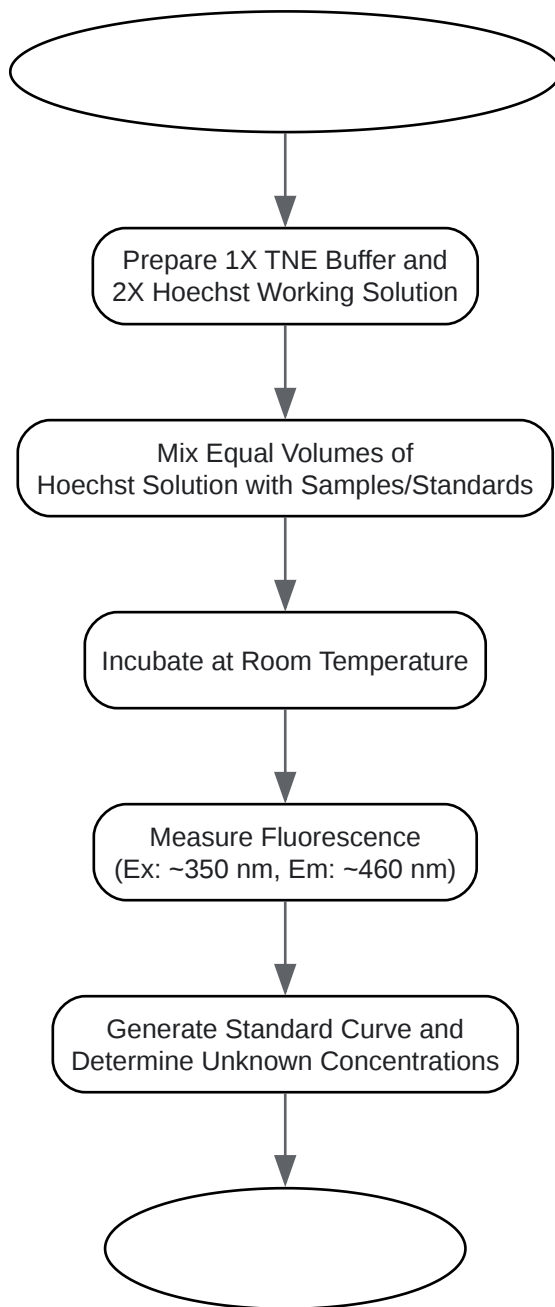 Prepare 1X TNE Buffer and
2X Hoechst Working Solution
Mix Equal Volumes of
Hoechst Solution with Samples/Standards
Incubate at Room Temperature
Measure Fluorescence
(Ex: ~350 nm, Em: ~460 nm)
Generate Standard Curve and
Determine Unknown Concentrations